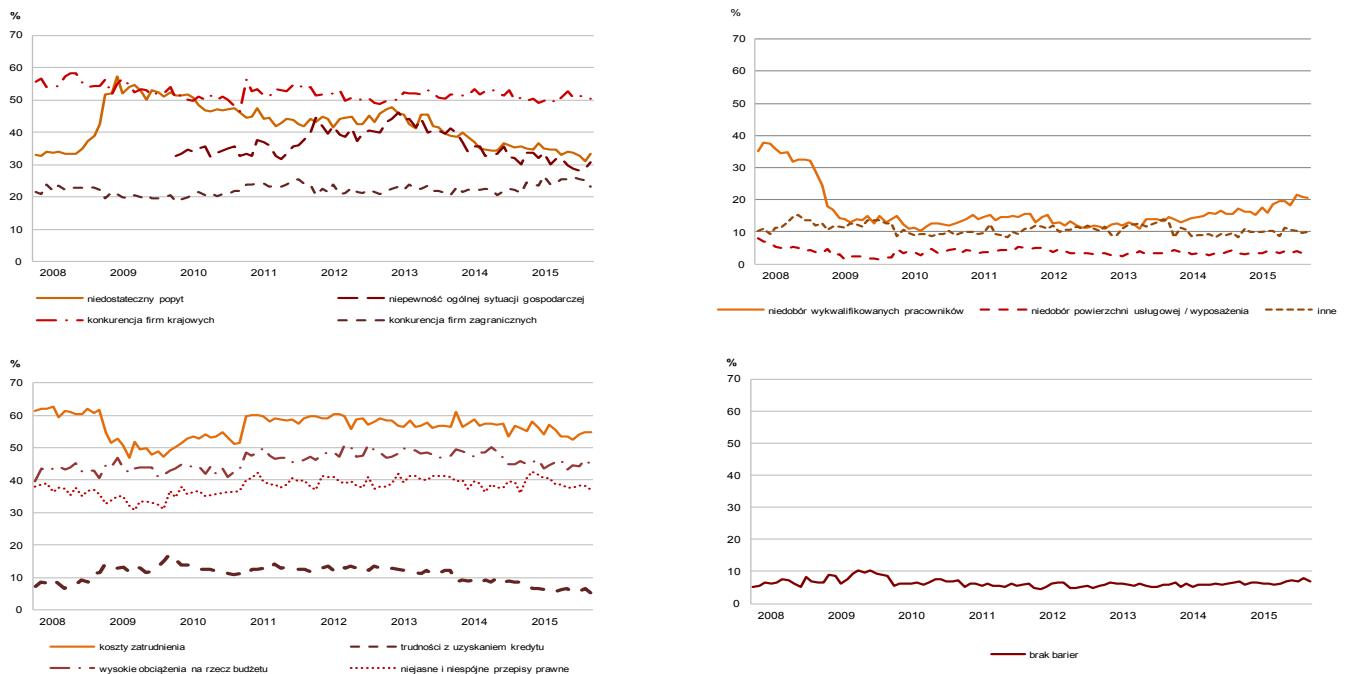 %
70
60
50
40
30
20
10
0
2008 2009 2010 2011 2012 2013 2014 2015
niedostateczny popyt
niepewność ogólnej sytuacji gospodarczej
konkurencja firm krajowych
konkurencja firm zagranicznych
%
70
60
50
40
30
20
10
0
2008 2009 2010 2011 2012 2013 2014 2015
niedobór wykwalifikowanych pracowników niedobór powierzchni usługowej / wyposażenia inne
%
70
60
50
40
30
20
10
0
2008 2009 2010 2011 2012 2013 2014 2015
koszty zatrudnienia
trudności z uzyskaniem kredytu
wysokie obciążenia na rzecz budżetu
niejasne i niespójne przepisy prawne
%
70
60
50
40
30
20
10
0
2008 2009 2010 2011 2012 2013 2014 2015
brak barier